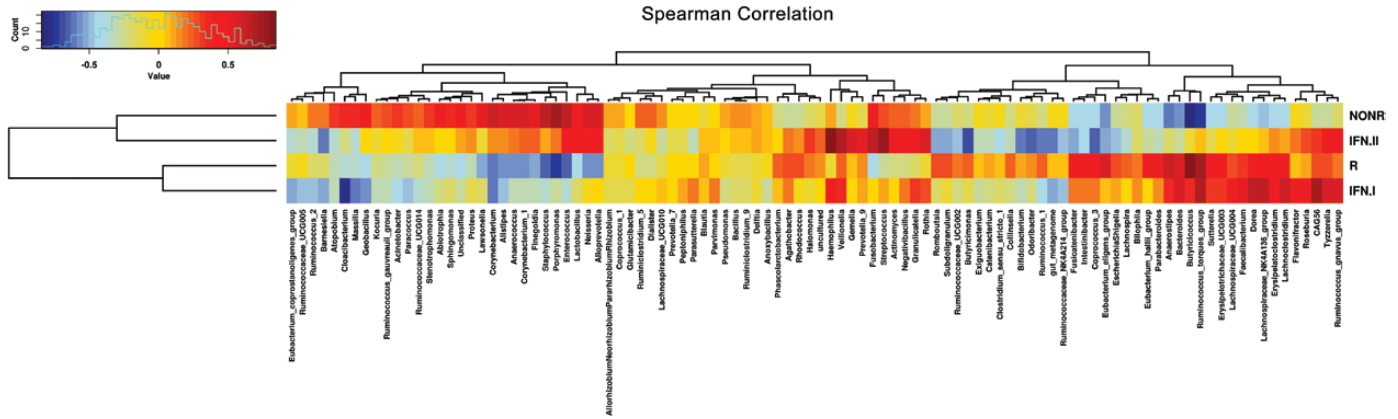 Spearman Correlation
Count
0 10
-0.5 0 0.5
Value
NONR
IFN.II
R
IFN.I
Eubacterium_coprostanoligenes_group
Ruminococcaceae_UCG005
Ruminococcus_2
Barnesiella
Atopobium
Cloacibacterium
Massilia
Geobacillus
Kocuria
Ruminococcus_gauvreauii_group
Acinetobacter
Paracoccus
Ruminococcaceae_UCG014
Stenotrophomonas
Abiotrophia
Sphingomonas
Unclassified
Proteus
Lawsonella
Corynebacterium
Alistipes
Anaerococcus
Corynebacterium_1
Finegoldia
Staphylococcus
Porphyromonas
Enterococcus
Lactobacillus
Neisseria
Alloprevotella
AllorhizobiumNeorhizobiumPararhizobiumRhizobium
Coprococcus_1
Glutamicibacter
Ruminiclostridium_5
Dialister
Lachnospiraceae_UCG010
Prevotella_7
Peptoniphilus
Parasutterella
Blautia
Parvimonas
Pseudomonas
Bacillus
Ruminiclostridium_9
Delftia
Anoxybacillus
Phascolarctobacterium
Agathobacter
Rhodococcus
Halomonas
uncultured
Haemophilus
Veillonella
Gemella
Prevotella_9
Fusobacterium
Streptococcus
Actinomyces
Negativibacillus
Granulicatella
Rothia
Romboutsia
Subdoligranulum
Ruminococcaceae_UCG002
Butyricimonas
Exiguobacterium
Catenibacterium
Clostridium_sensu_stricto_1
Collinsella
Bifidobacterium
Odoribacter
Ruminococcus_1
gut_metagenome
Ruminococcaceae_NK4A214_group
Fusicatenibacter
Intestinibacter
Coprococcus_3
Eubacterium_eligens_group
EscherichiaShigella
Lachnospira
Bilophila
Eubacterium_hallii_group
Parabacteroides
Anaerostipes
Bacteroides
Butyricicoccus
Ruminococcus_torques_group
Sutterella
Erysipelotrichaceae_UCG003
Lachnospiraceae_UCG004
Faecalibacterium
Dorea
Lachnospiraceae_NK4A136_group
Erysipelatoclostridium
Lachnoclostridium
Flavonifractor
Roseburia
CAG56
Tyzzerella
Ruminococcus_gnavus_group